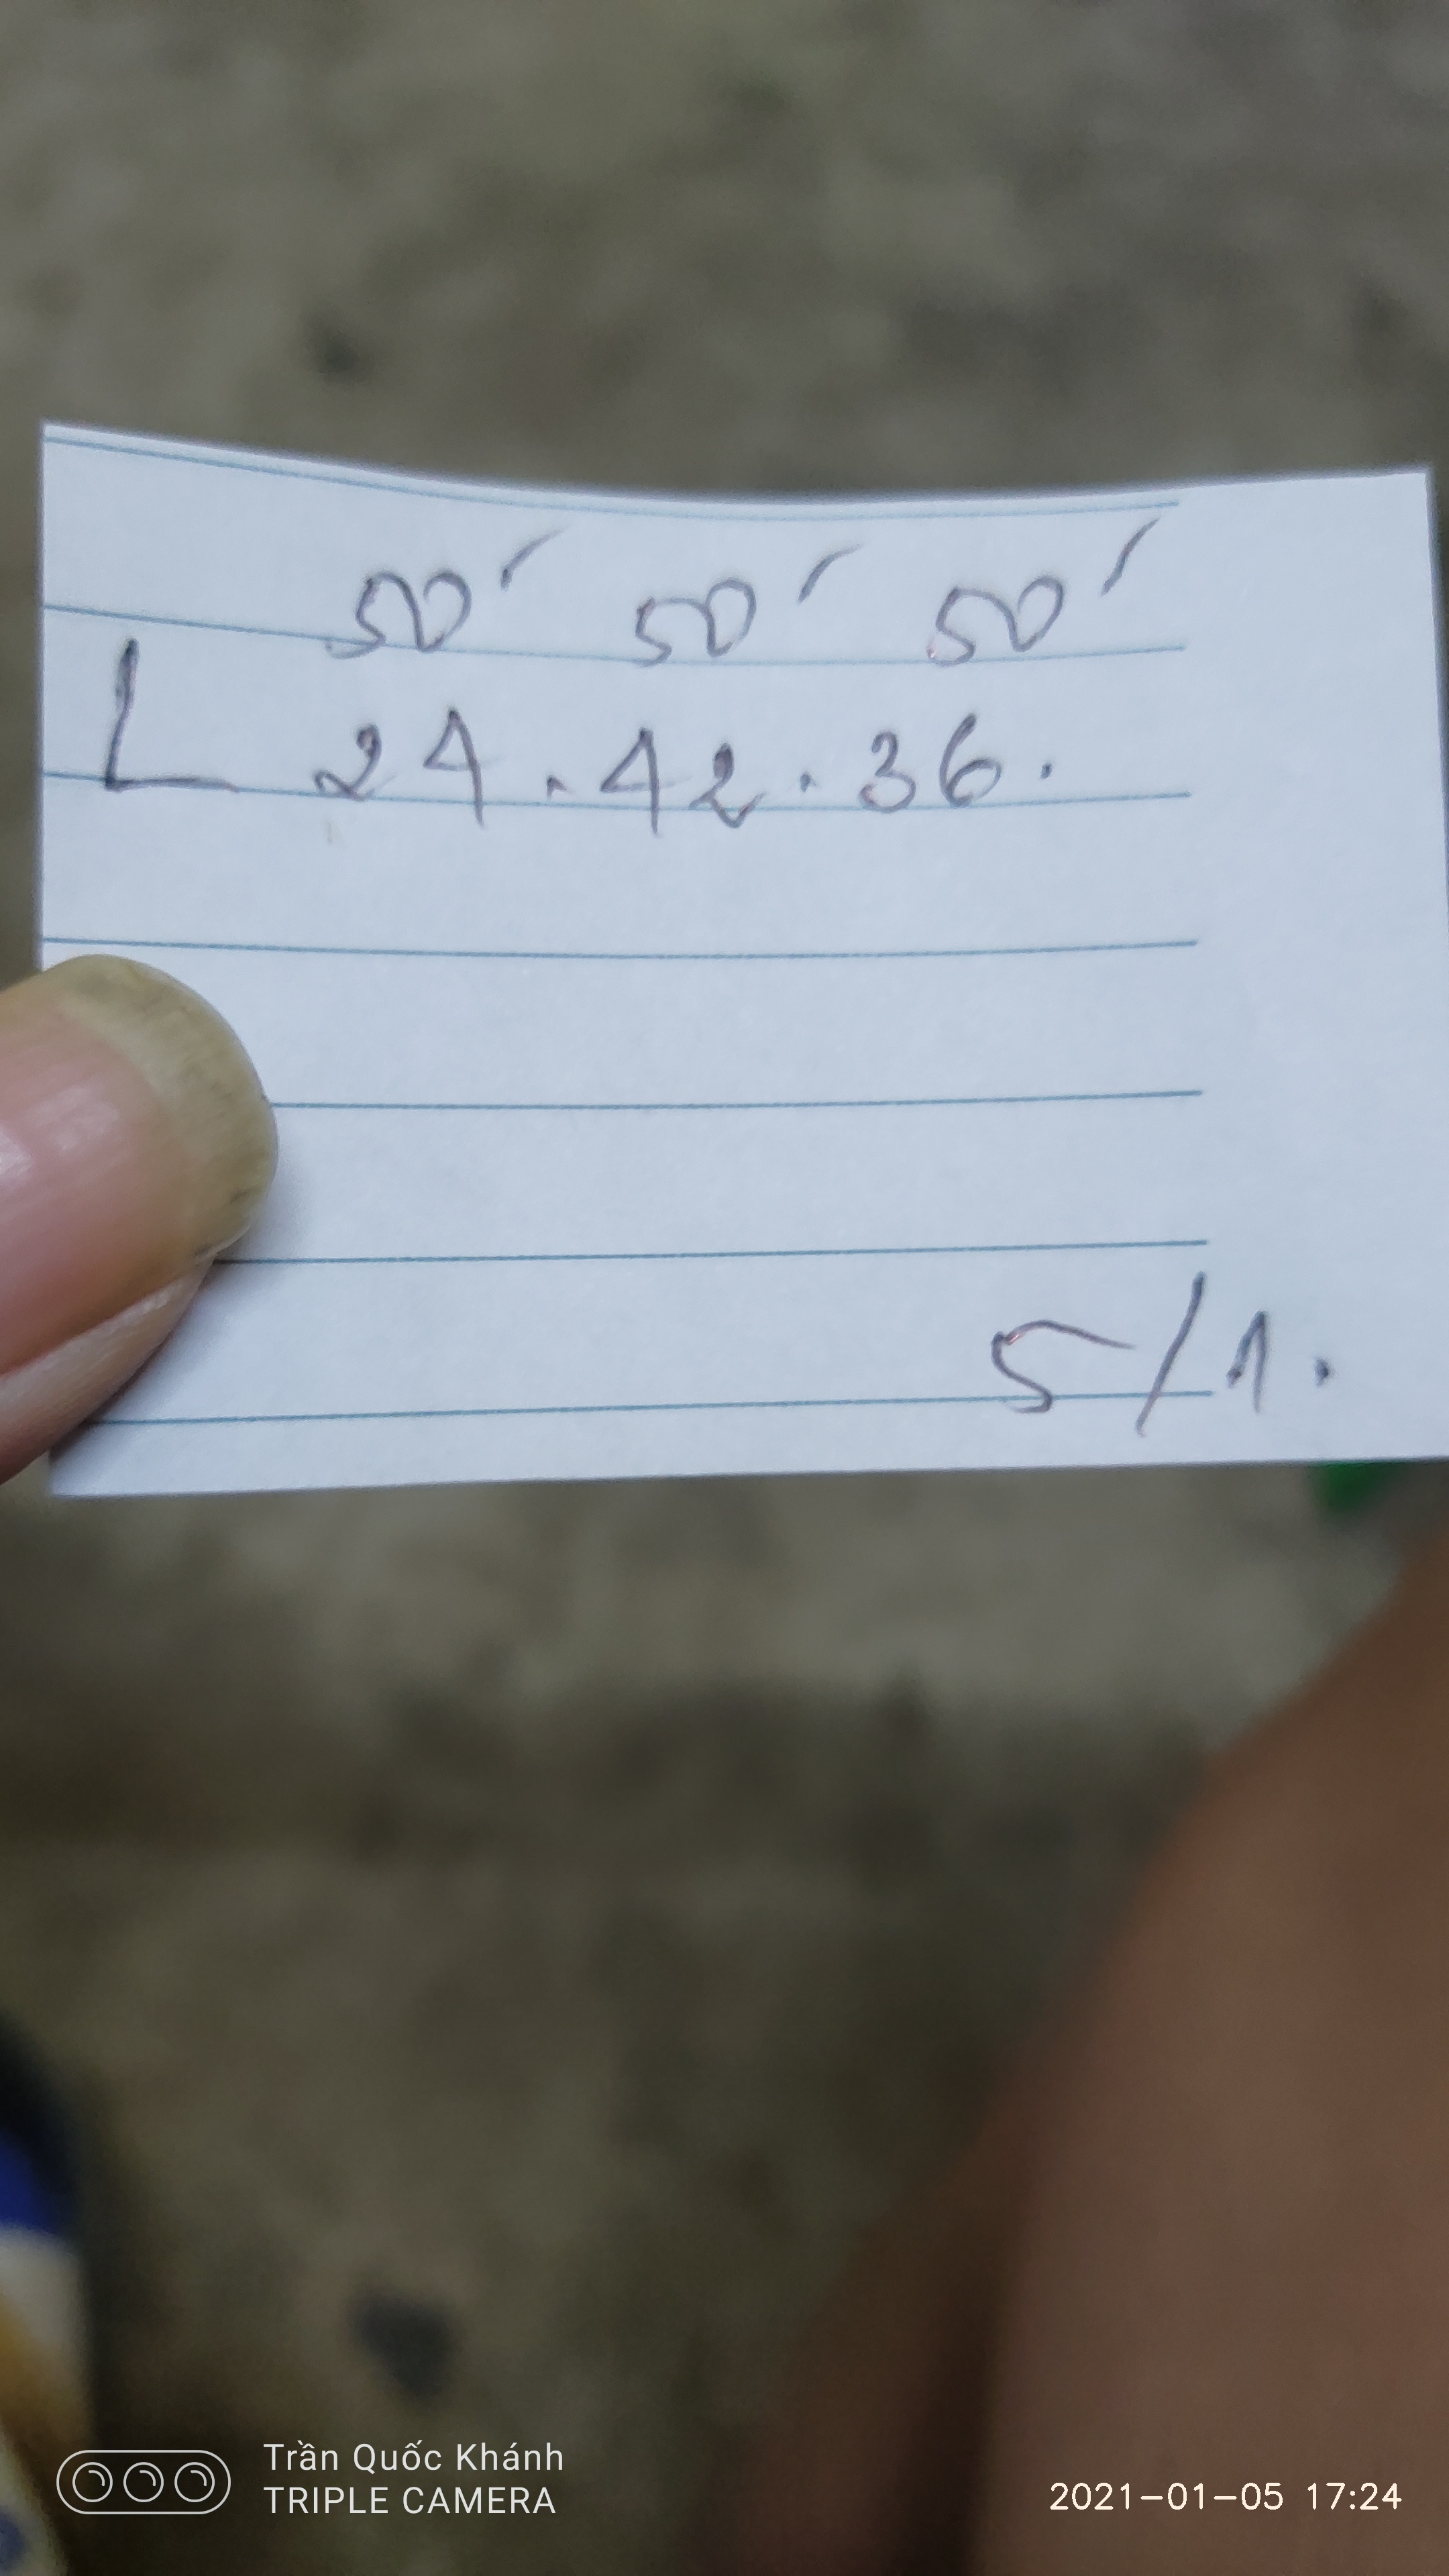 50' 50' 50'
L 24.42.36.
5/1.
Trần Quốc Khánh
TRIPLE CAMERA
2021-01-05 17:24